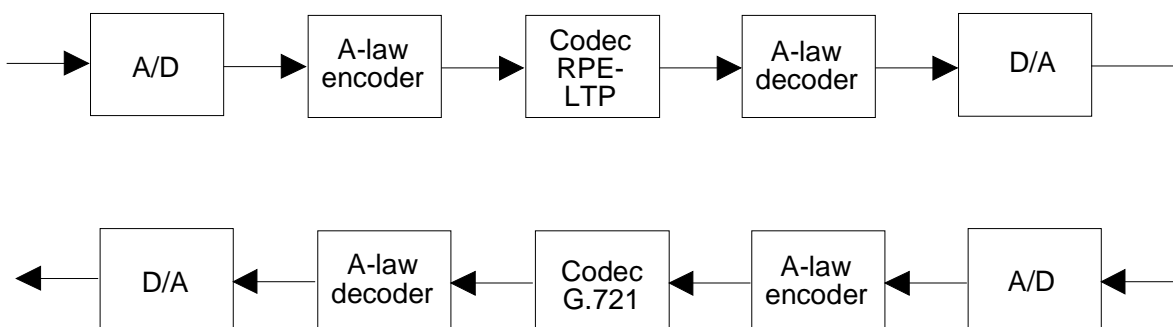 A/D
A-law
encoder
Codec
RPE-
LTP
A-law
decoder
D/A
D/A
A-law
decoder
Codec
G.721
A-law
encoder
A/D